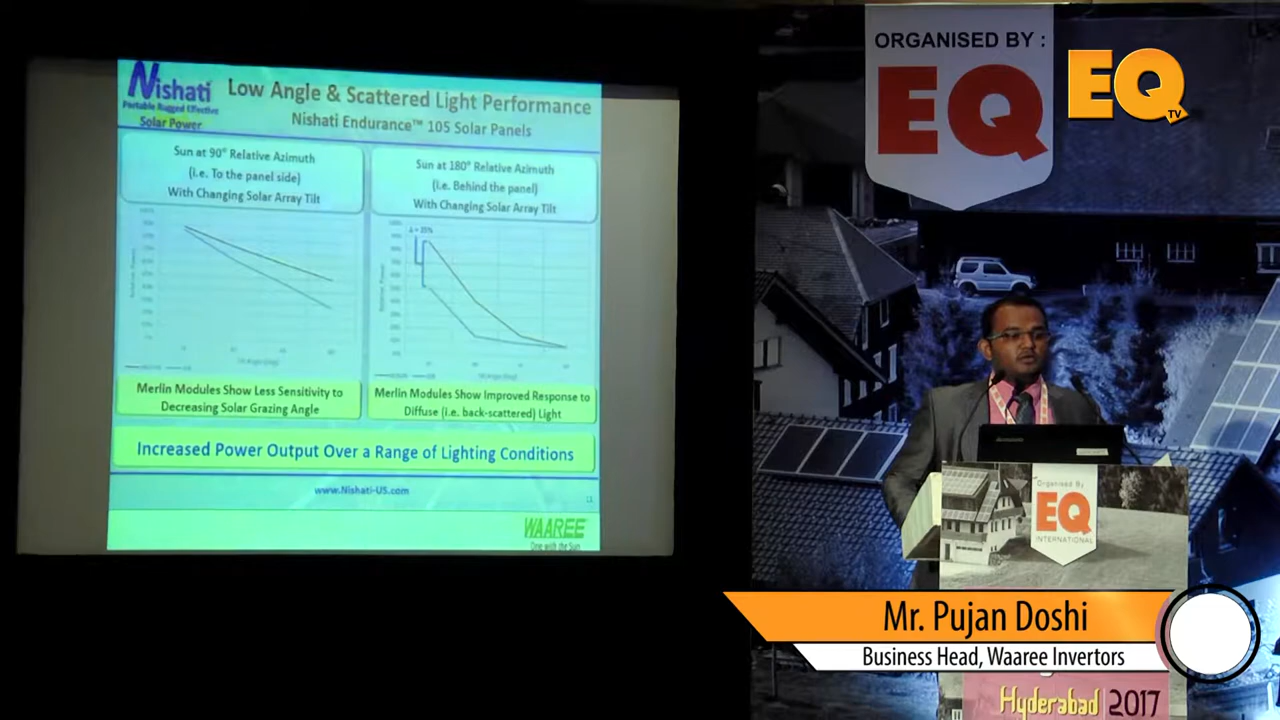 Nishati
Portable Rugged Effective
Solar Power
Low Angle & Scattered Light Performance
Nishati Endurance™ 105 Solar Panels
Sun at 90° Relative Azimuth
(i.e. To the panel side)
With Changing Solar Array Tilt
Sun at 180° Relative Azimuth
(i.e. Behind the panel)
With Changing Solar Array Tilt
Δ = 35%
Merlin Modules Show Less Sensitivity to
Decreasing Solar Grazing Angle
Merlin Modules Show Improved Response to
Diffuse (i.e. back-scattered) Light
Increased Power Output Over a Range of Lighting Conditions
www.Nishati-US.com
WAAREE
One with the Sun
ORGANISED BY :
EQ
EQ
TV
Organised By
EQ
INTERNATIONAL
Mr. Pujan Doshi
Business Head, Waaree Invertors
Hyderabad 2017